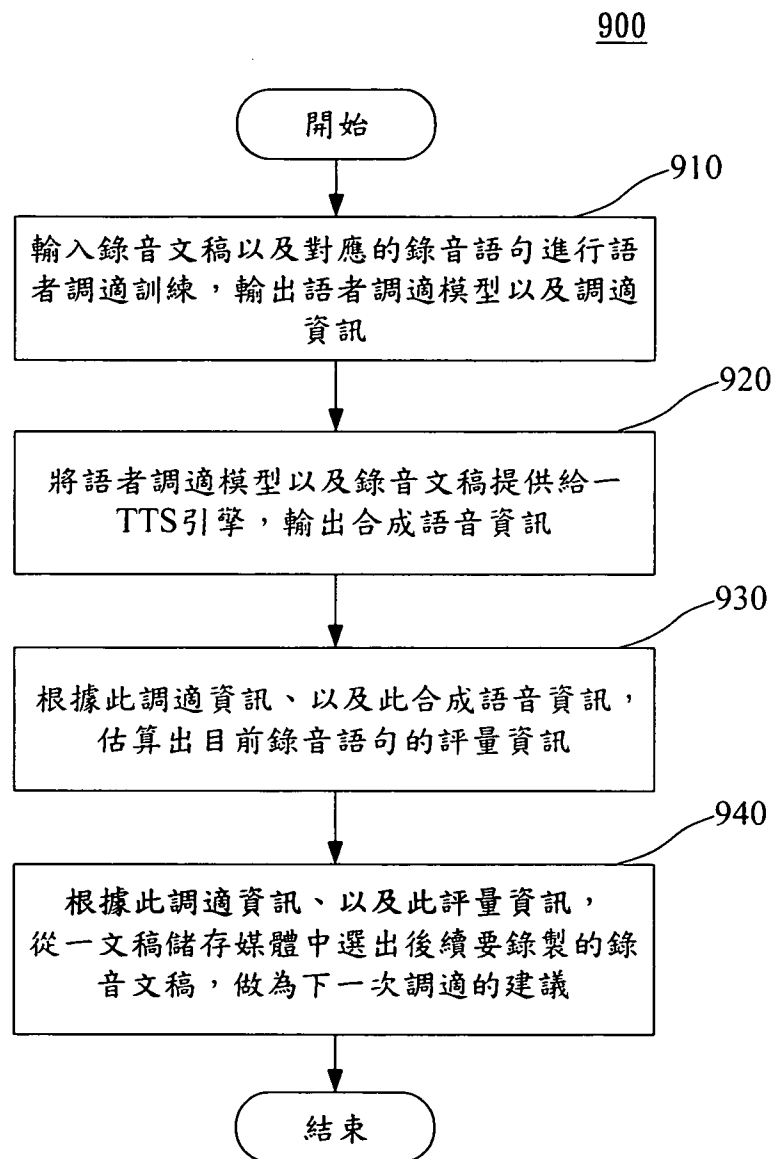 900
開始
910
輸入錄音文稿以及對應的錄音語句進行語
者調適訓練，輸出語者調適模型以及調適
資訊
920
將語者調適模型以及錄音文稿提供給一
TTS引擎，輸出合成語音資訊
930
根據此調適資訊、以及此合成語音資訊，
估算出目前錄音語句的評量資訊
940
根據此調適資訊、以及此評量資訊，
從一文稿儲存媒體中選出後續要錄製的錄
音文稿，做為下一次調適的建議
結束